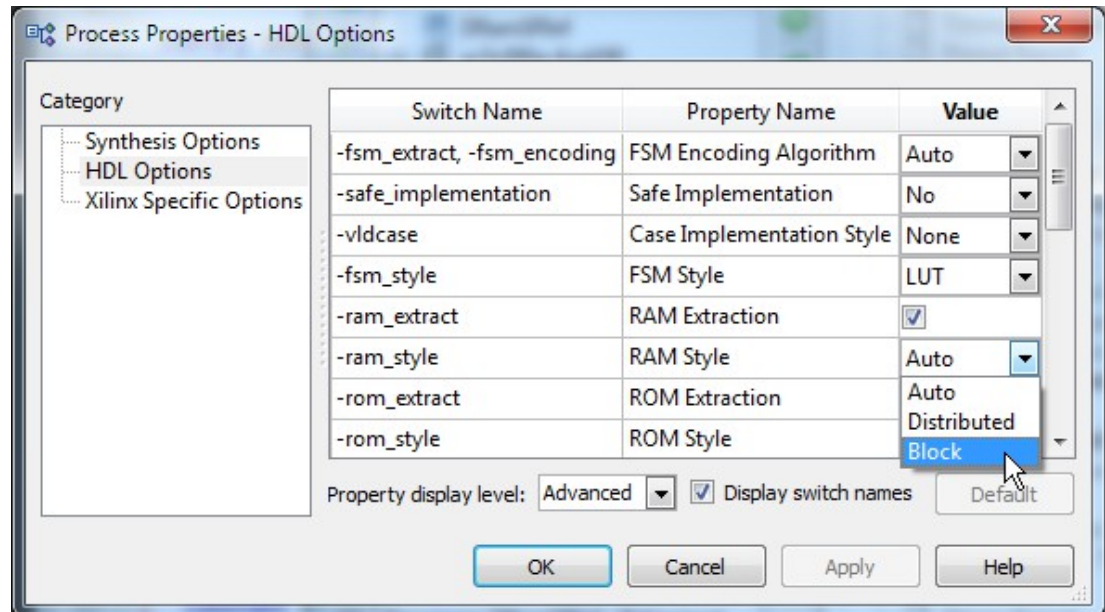 Process Properties - HDL Options
Category
Synthesis Options
HDL Options
Xilinx Specific Options
Switch Name Property Name Value
-fsm_extract, -fsm_encoding FSM Encoding Algorithm Auto
-safe_implementation Safe Implementation No
-vldcase Case Implementation Style None
-fsm_style FSM Style LUT
-ram_extract RAM Extraction
-ram_style RAM Style Auto
-rom_extract ROM Extraction Auto
Distributed
-rom_style ROM Style Block
Property display level: Advanced Display switch names Default
OK Cancel Apply Help